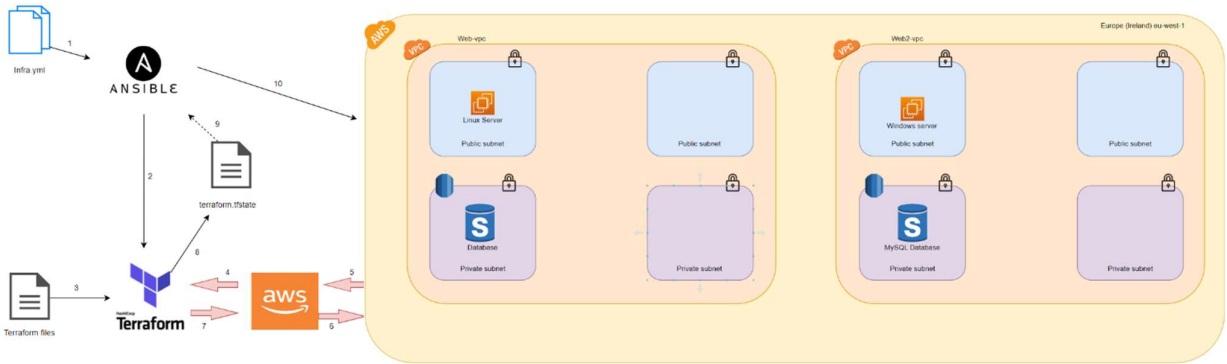 1
Infra.yml
ANSIBLE
10
9
2
terraform.tfstate
8
3
Terraform files
HashiCorp
Terraform
4
7
aws
5
6
AWS
Europe (Ireland) eu-west-1
Web-vpc
VPC
Linux Server
Public subnet
Public subnet
S
Database
Private subnet
Private subnet
Web2-vpc
VPC
Windows server
Public subnet
Public subnet
S
MySQL Database
Private subnet
Private subnet